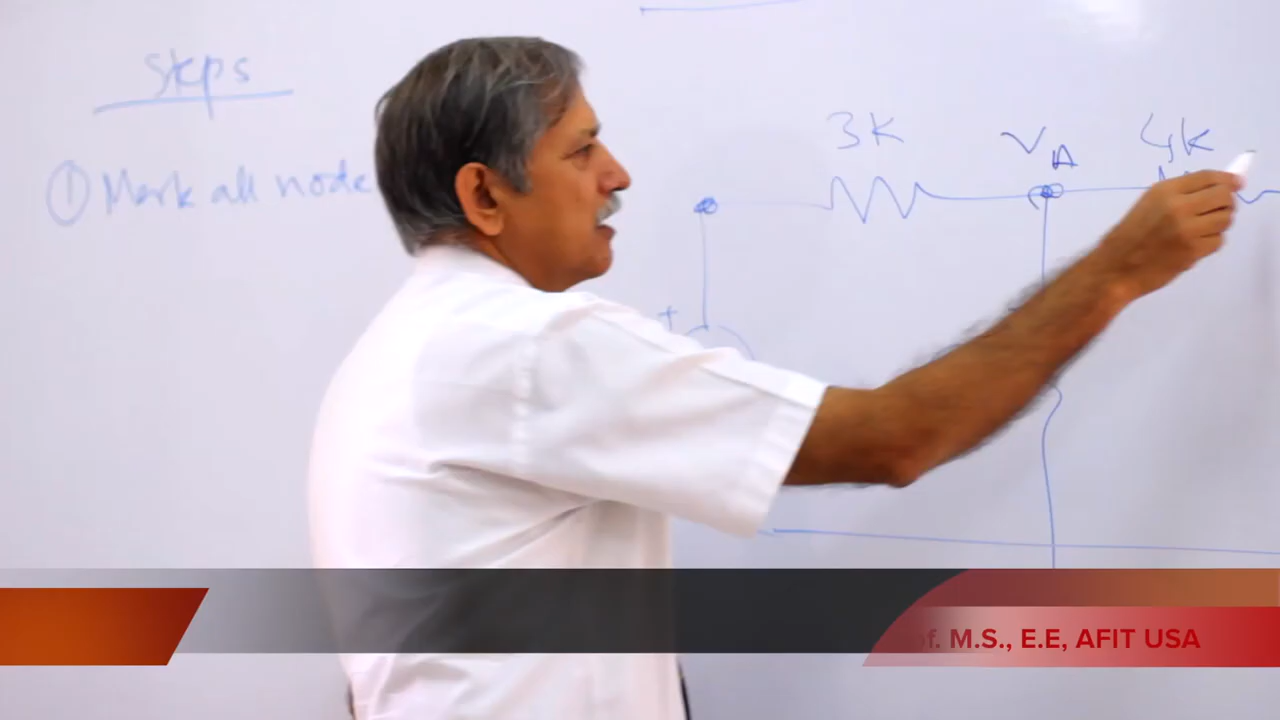 Steps
① Mark all node
3K
VA
4k
+
M.S., E.E, AFIT USA